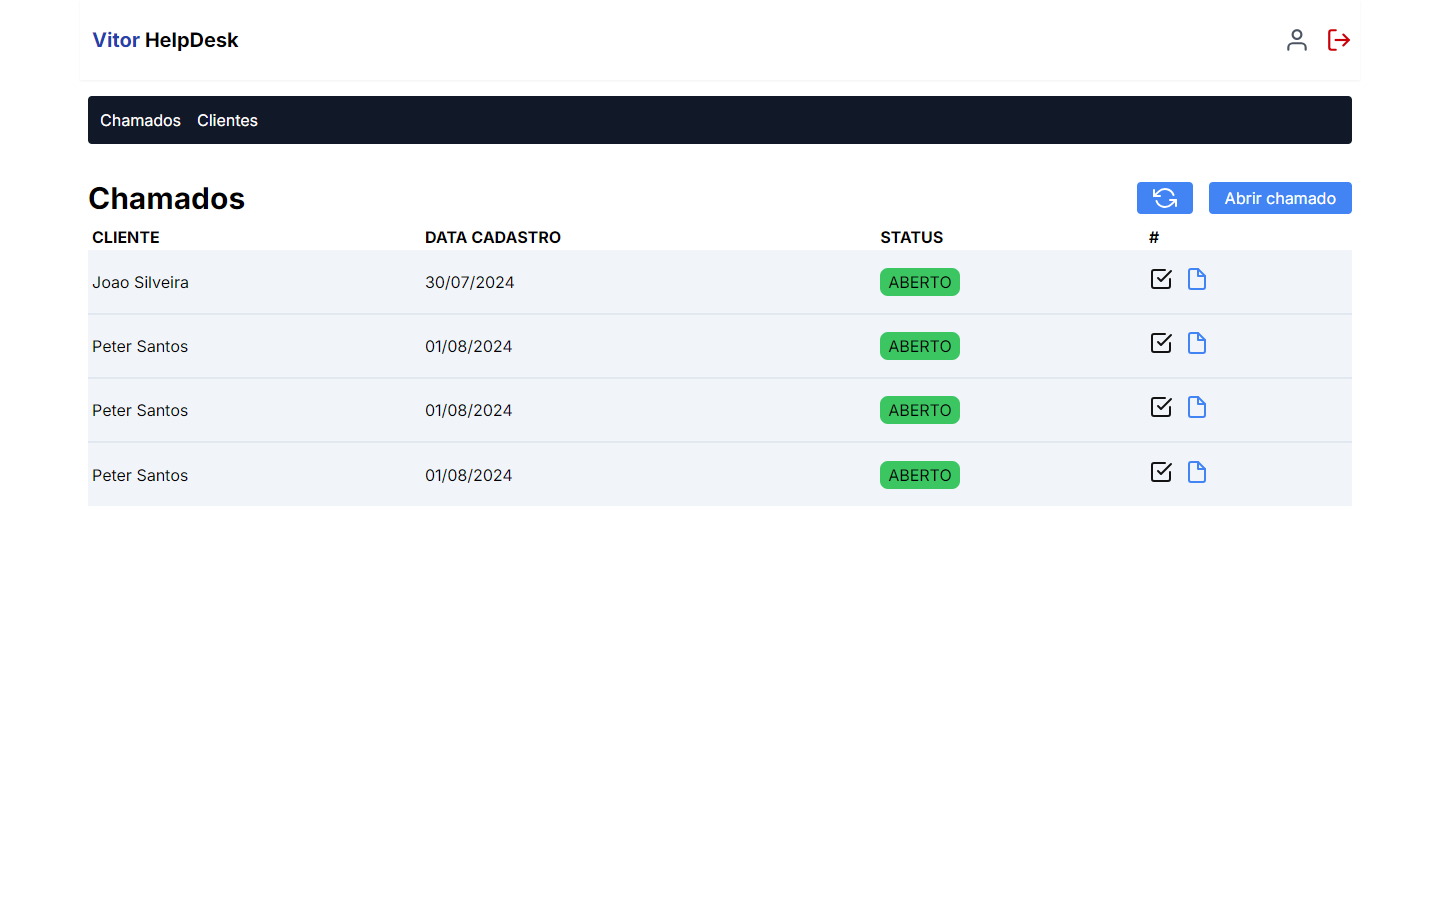 Vitor HelpDesk
Chamados Clientes
Chamados
Abrir chamado
CLIENTE DATA CADASTRO STATUS #
Joao Silveira 30/07/2024 ABERTO
Peter Santos 01/08/2024 ABERTO
Peter Santos 01/08/2024 ABERTO
Peter Santos 01/08/2024 ABERTO